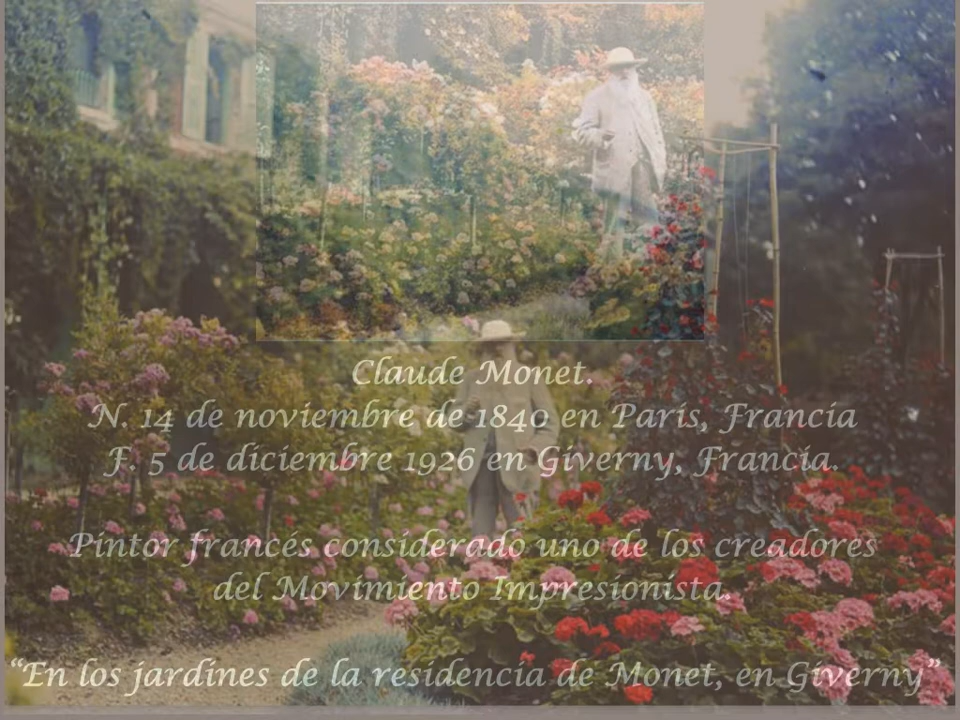 Claude Monet.
N. 14 de noviembre de 1840 en París, Francia
F. 5 de diciembre 1926 en Giverny, Francia.
Pintor francés considerado uno de los creadores
del Movimiento Impresionista.
“En los jardines de la residencia de Monet, en Giverny”